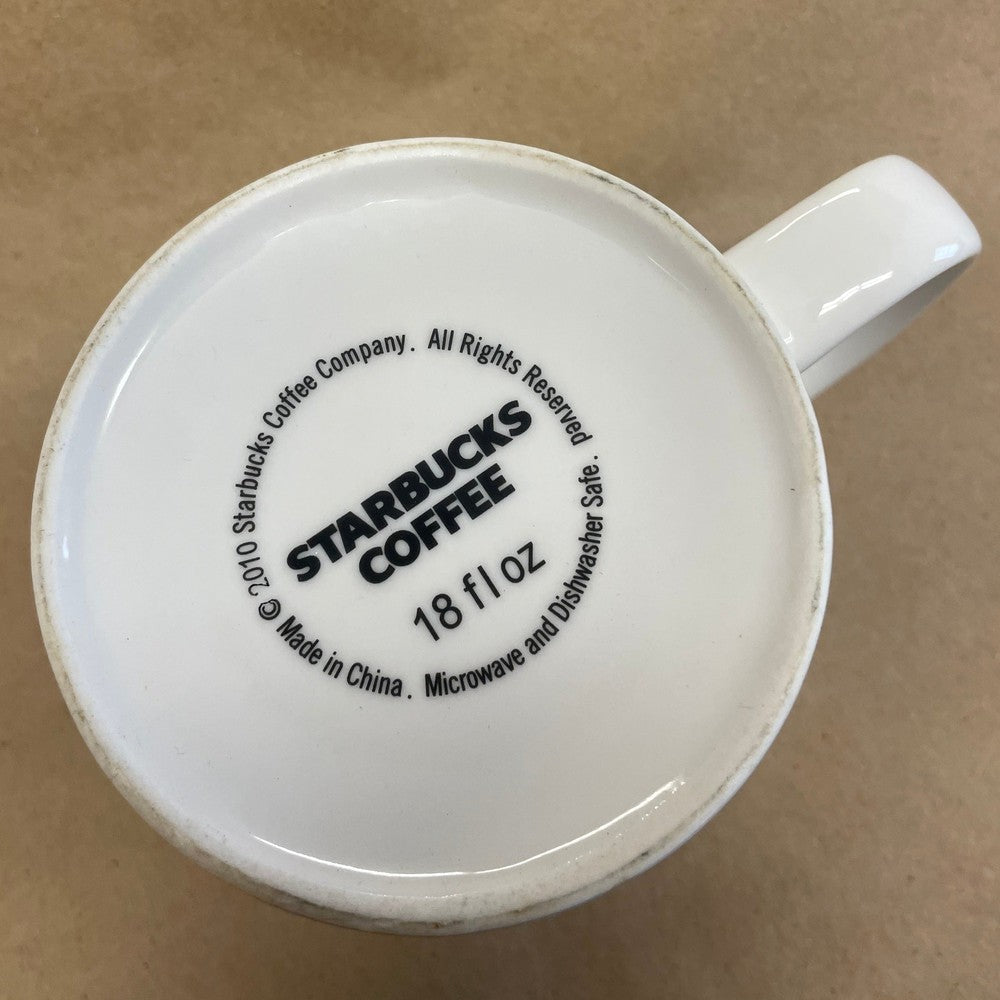 © 2010 Starbucks Coffee Company. All Rights Reserved
STARBUCKS
COFFEE
18 fl oz
Made in China. Microwave and Dishwasher Safe.